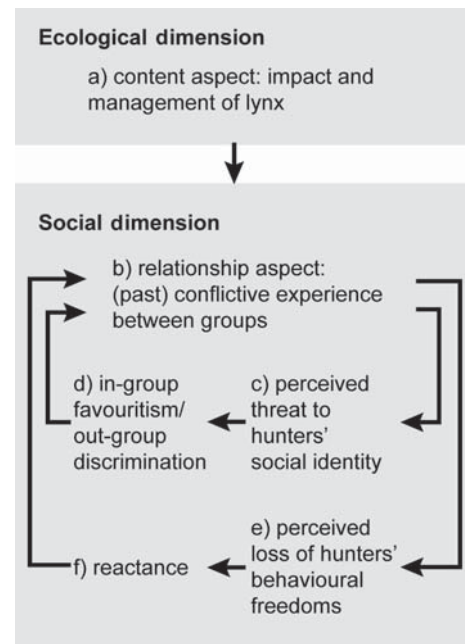 Ecological dimension
a) content aspect: impact and
management of lynx
Social dimension
b) relationship aspect:
(past) conflictive experience
between groups
d) in-group
favouritism/
out-group
discrimination
c) perceived
threat to
hunters'
social identity
e) perceived
loss of hunters'
behavioural
freedoms
f) reactance